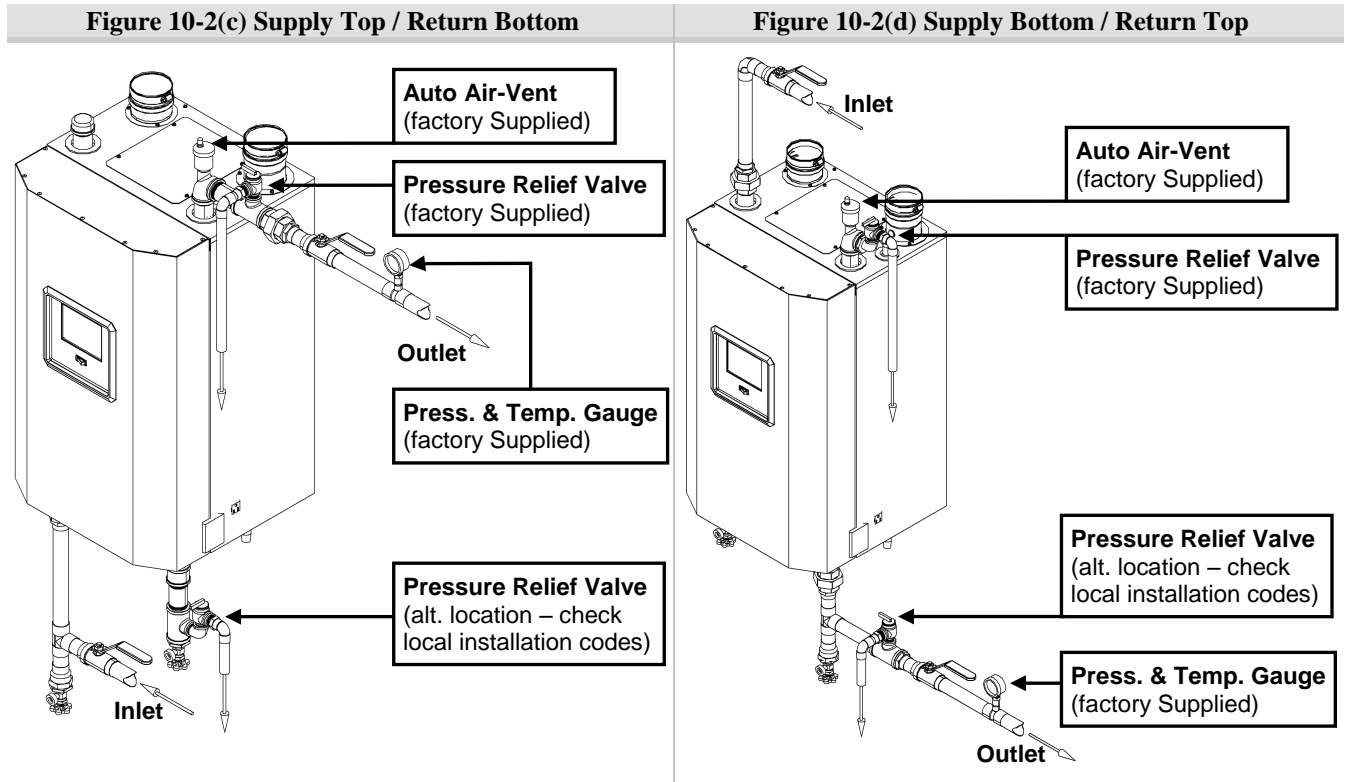 Figure 10-2(c) Supply Top / Return Bottom
Auto Air-Vent
(factory Supplied)
Pressure Relief Valve
(factory Supplied)
Outlet
Press. & Temp. Gauge
(factory Supplied)
Pressure Relief Valve
(alt. location – check
local installation codes)
Inlet
Figure 10-2(d) Supply Bottom / Return Top
Inlet
Auto Air-Vent
(factory Supplied)
Pressure Relief Valve
(factory Supplied)
Pressure Relief Valve
(alt. location – check
local installation codes)
Press. & Temp. Gauge
(factory Supplied)
Outlet